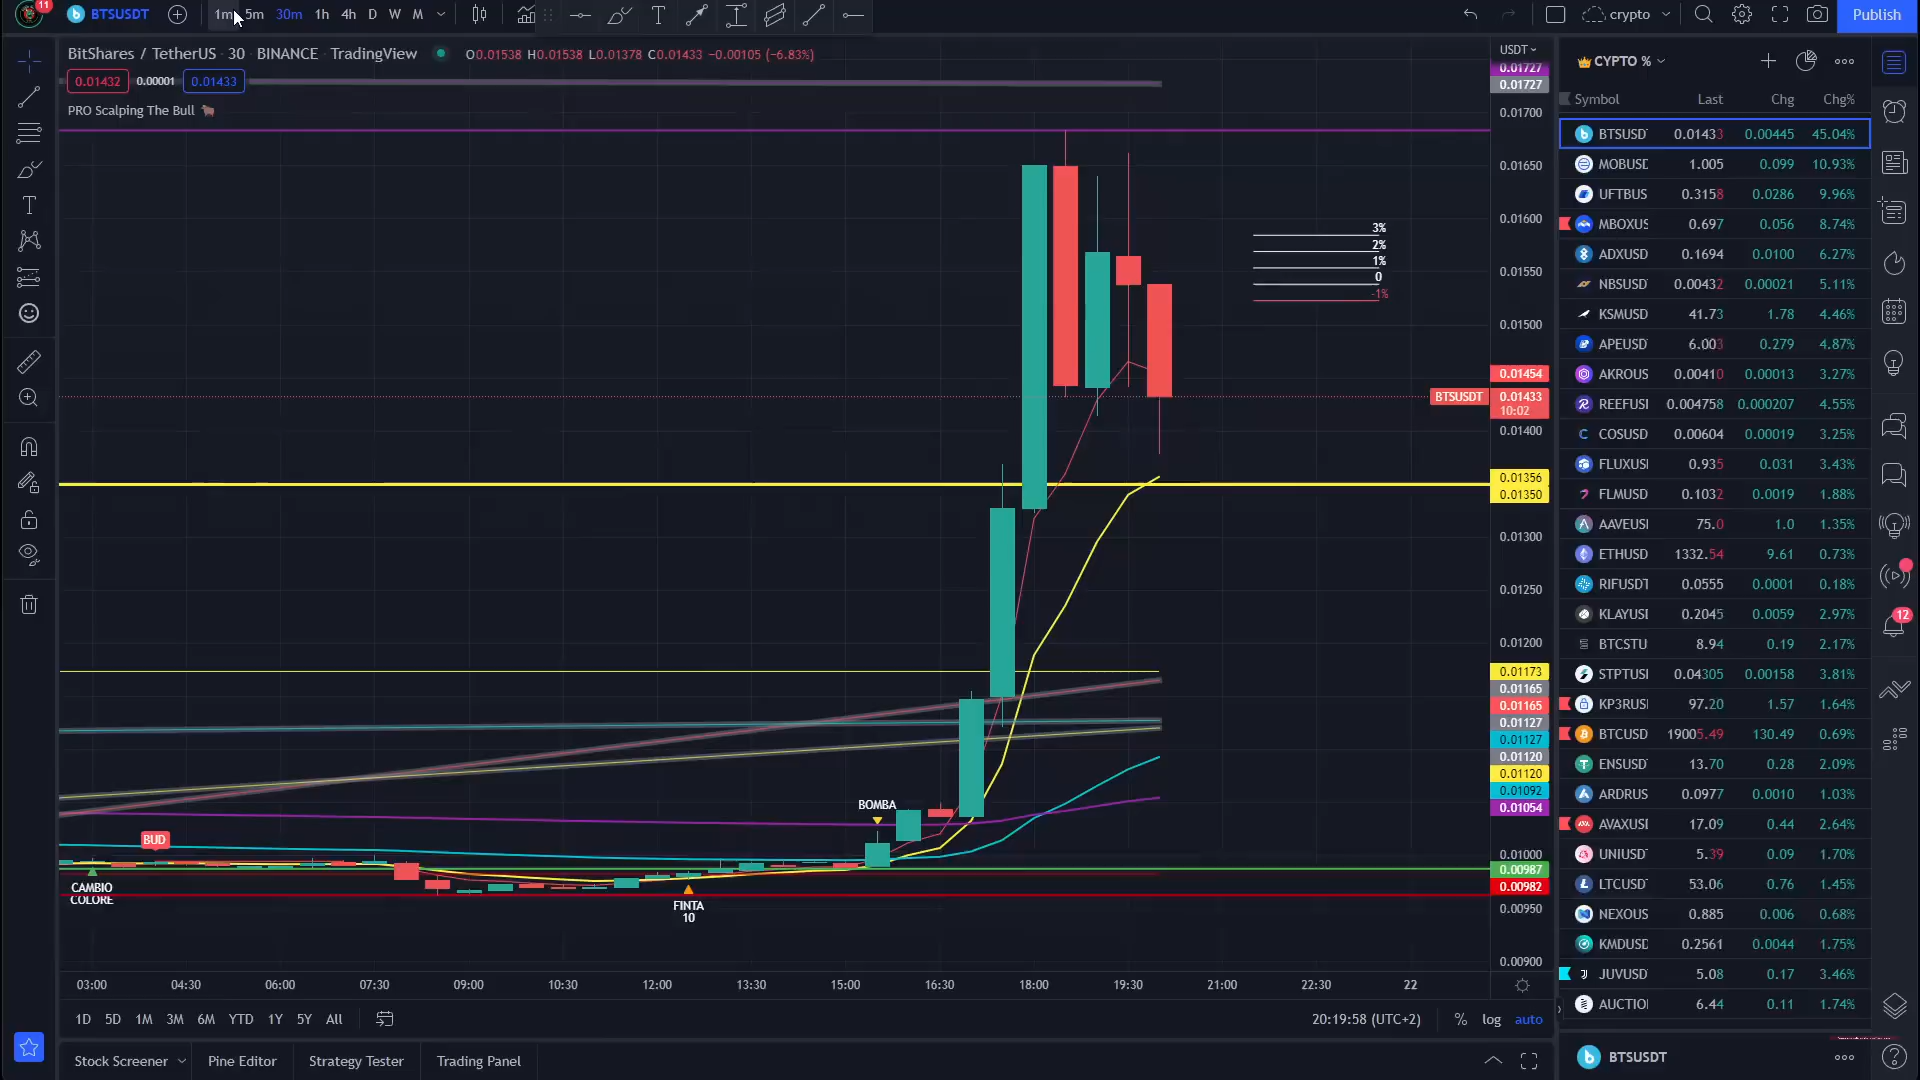 11
BTSUSDT
1m 5m 30m 1h 4h D W M
crypto
Publish
BitShares / TetherUS · 30 · BINANCE · TradingView
O0.01538 H0.01538 L0.01378 C0.01433 −0.00105 (−6.83%)
0.01432 0.00001 0.01433
PRO Scalping The Bull
USDT
0.01727
0.01727
0.01700
0.01650
0.01600
0.01550
0.01500
0.01454
BTSUSDT 0.01433
10:02
0.01400
0.01356
0.01350
0.01300
0.01250
0.01200
0.01173
0.01165
0.01165
0.01127
0.01127
0.01120
0.01120
0.01092
0.01054
0.01000
0.00987
0.00982
0.00950
0.00900
3%
2%
1%
0
-1%
BOMBA
BUD
CAMBIO
COLORE
FINTA
10
03:00 04:30 06:00 07:30 09:00 10:30 12:00 13:30 15:00 16:30 18:00 19:30 21:00 22:30 22
1D 5D 1M 3M 6M YTD 1Y 5Y All
20:19:58 (UTC+2) % log auto
Stock Screener Pine Editor Strategy Tester Trading Panel
CYPTO %
Symbol Last Chg Chg%
BTSUSD 0.01433 0.00445 45.04%
MOBUSD 1.005 0.099 10.93%
UFTBUS 0.3158 0.0286 9.96%
MBOXUS 0.697 0.056 8.74%
ADXUSD 0.1694 0.0100 6.27%
NBSUSD 0.00432 0.00021 5.11%
KSMUSD 41.73 1.78 4.46%
APEUSD 6.003 0.279 4.87%
AKROUS 0.00410 0.00013 3.27%
REEFUSI 0.004758 0.000207 4.55%
COSUSD 0.00604 0.00019 3.25%
FLUXUSI 0.935 0.031 3.43%
FLMUSD 0.1032 0.0019 1.88%
AAVEUSI 75.0 1.0 1.35%
ETHUSD 1332.54 9.61 0.73%
RIFUSDT 0.0555 0.0001 0.18%
KLAYUSI 0.2045 0.0059 2.97%
BTCSTU 8.94 0.19 2.17%
STPTUSI 0.04305 0.00158 3.81%
KP3RUSI 97.20 1.57 1.64%
BTCUSD 19005.49 130.49 0.69%
ENSUSD 13.70 0.28 2.09%
ARDRUS 0.0977 0.0010 1.03%
AVAXUSI 17.09 0.44 2.64%
UNIUSD 5.39 0.09 1.70%
LTCUSD 53.06 0.76 1.45%
NEXOUS 0.885 0.006 0.68%
KMDUSD 0.2561 0.0044 1.75%
JUVUSD 5.08 0.17 3.46%
AUCTIOI 6.44 0.11 1.74%
BTSUSDT
12